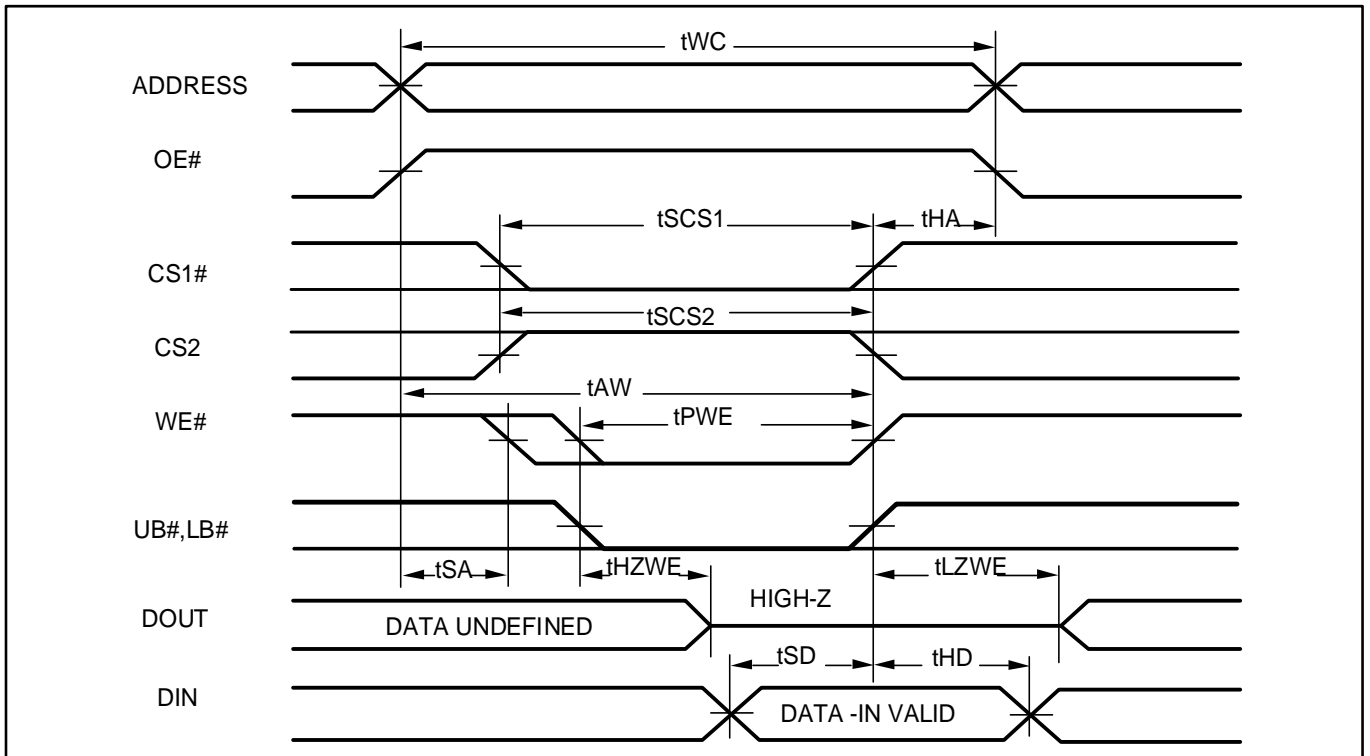 tWC
ADDRESS
OE#
tSCS1
tHA
CS1#
tSCS2
CS2
tAW
WE#
tPWE
UB#,LB#
tSA
tHZWE
tLZWE
DOUT
DATA UNDEFINED
HIGH-Z
tSD
tHD
DIN
DATA -IN VALID